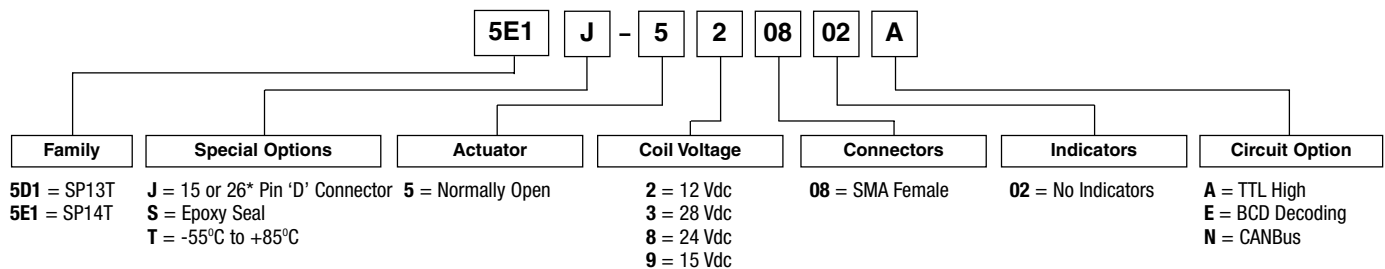 5E1 J – 5 2 08 02 A
Family
5D1 = SP13T
5E1 = SP14T
Special Options
J = 15 or 26* Pin ‘D’ Connector
S = Epoxy Seal
T = -55⁰C to +85⁰C
Actuator
5 = Normally Open
Coil Voltage
2 = 12 Vdc
3 = 28 Vdc
8 = 24 Vdc
9 = 15 Vdc
Connectors
08 = SMA Female
Indicators
02 = No Indicators
Circuit Option
A = TTL High
E = BCD Decoding
N = CANBus